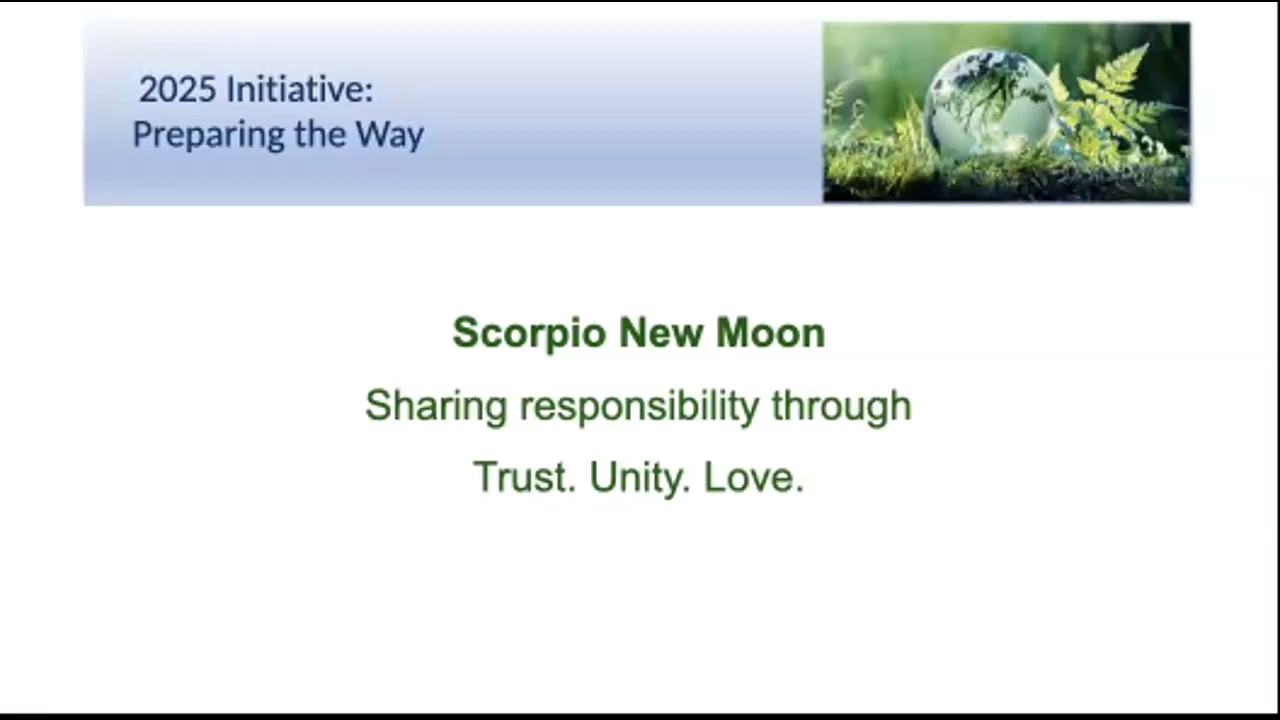 2025 Initiative:
Preparing the Way
Scorpio New Moon
Sharing responsibility through
Trust. Unity. Love.